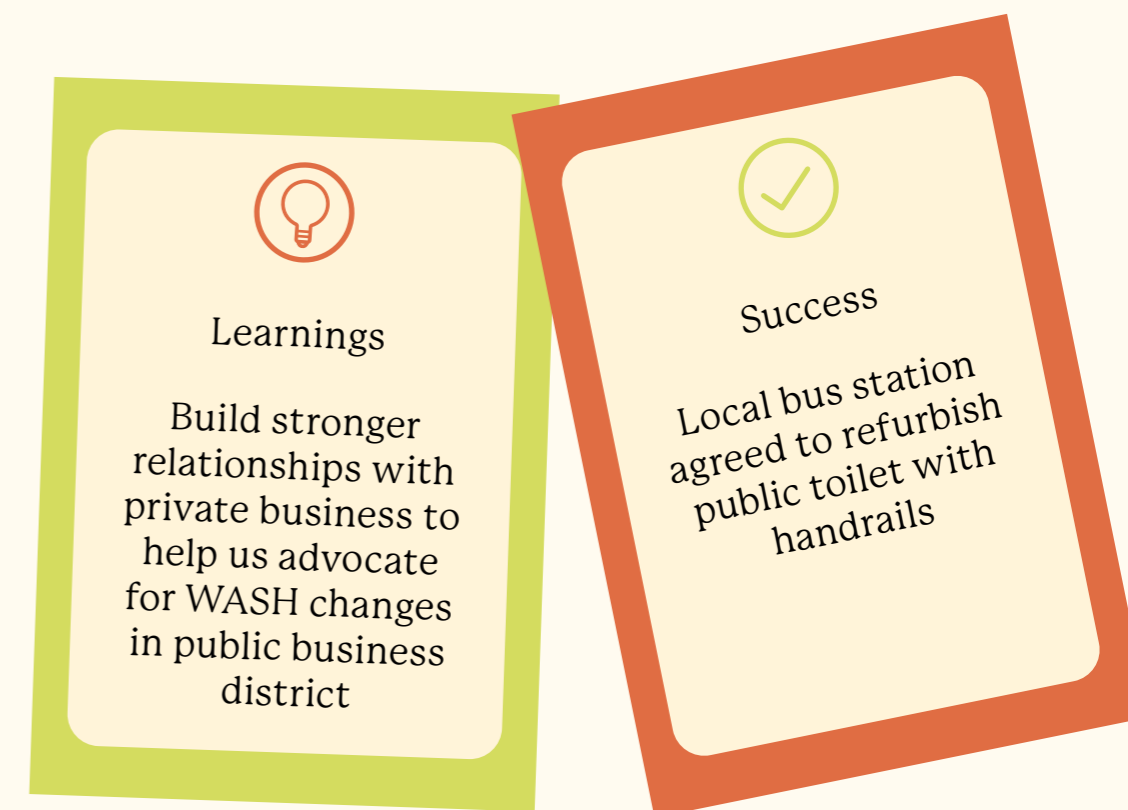 Learnings
Build stronger
relationships with
private business to
help us advocate
for WASH changes
in public business
district
Success
Local bus station
agreed to refurbish
public toilet with
handrails